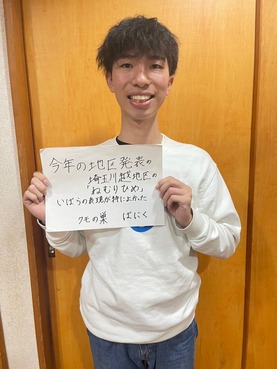 今年の地区発表の
埼玉川越地区の
「ねむりひめ」
いばらの表現が特によかった
クモの巣 ばにく